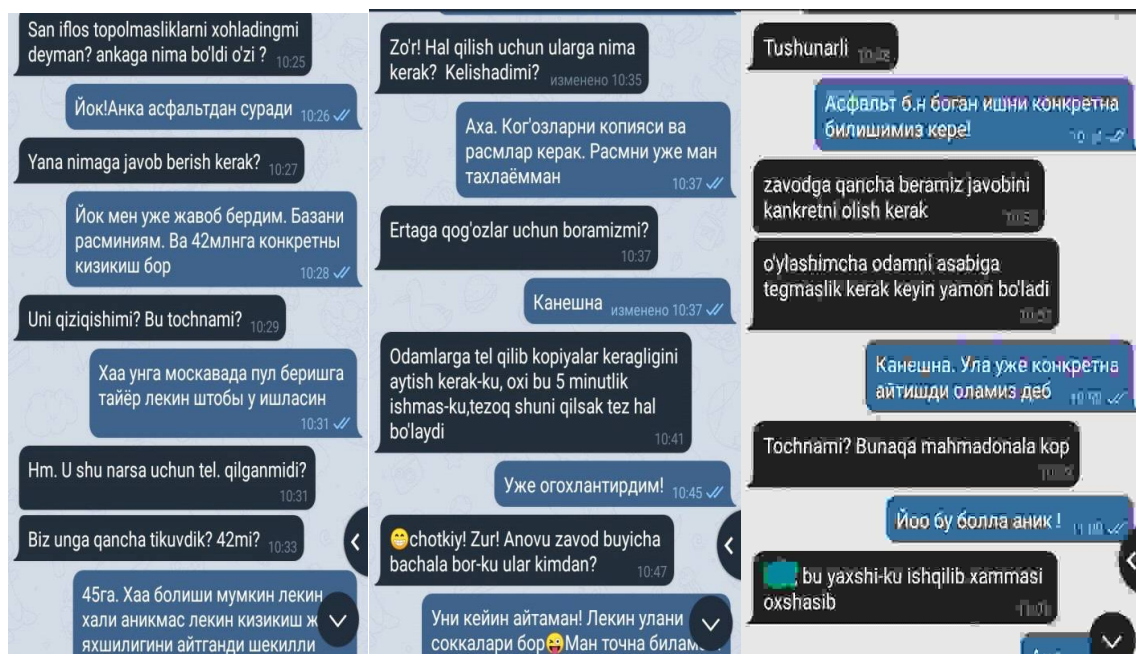 San iflos topolmasliklarni xohladingmi
deyman? ankaga nima bo'ldi o'zi ? 10:25
Йок!Анка асфальтдан суради 10:26
Yana nimaga javob berish kerak? 10:27
Йок мен уже жавоб бердим. Базани
расминиям. Ва 42млнга конкретны
кизикиш бор 10:28
Uni qiziqishimi? Bu tochnami? 10:29
Хаа унга москавада пул беришга
тайёр лекин штобы у ишласин
10:31
Hm. U shu narsa uchun tel. qilganmidi?
10:31
Biz unga qancha tikuvdik? 42mi? 10:33
45га. Хаа болиши мумкин лекин
хали аникмас лекин кизикиш ж
яхшилигини айтганди шекилли
Zo'r! Hal qilish uchun ularga nima
kerak? Kelishadimi? изменено 10:35
Аха. Ког'озларни копияси ва
расмлар керак. Расмни уже ман
тахлаёмман 10:37
Ertaga qog'ozlar uchun boramizmi?
10:37
Канешна изменено 10:37
Odamlarga tel qilib kopiyalar keragligini
aytish kerak-ku, oxi bu 5 minutlik
ishmas-ku,tezoq shuni qilsak tez hal
bo'laydi 10:41
Уже огохлантирдим! 10:45
😁chotkiy! Zur! Anovu zavod buyicha
bachala bor-ku ular kimdan? 10:47
Уни кейин айтаман! Лекин улани
соккалари бор😜Ман точна билам
Tushunarli
Асфальт б.н боган ишни конкретна
билишимиз кере!
zavodga qancha beramiz javobini
kankretni olish kerak
o'ylashimcha odamni asabiga
tegmaslik kerak keyin yamon bo'ladi
Канешна. Ула уже конкретна
айтишди оламиз деб
Tochnami? Bunaqa mahmadonala kop
Йоо бу болла аник !
bu yaxshi-ku ishqilib xammasi
oxshasib